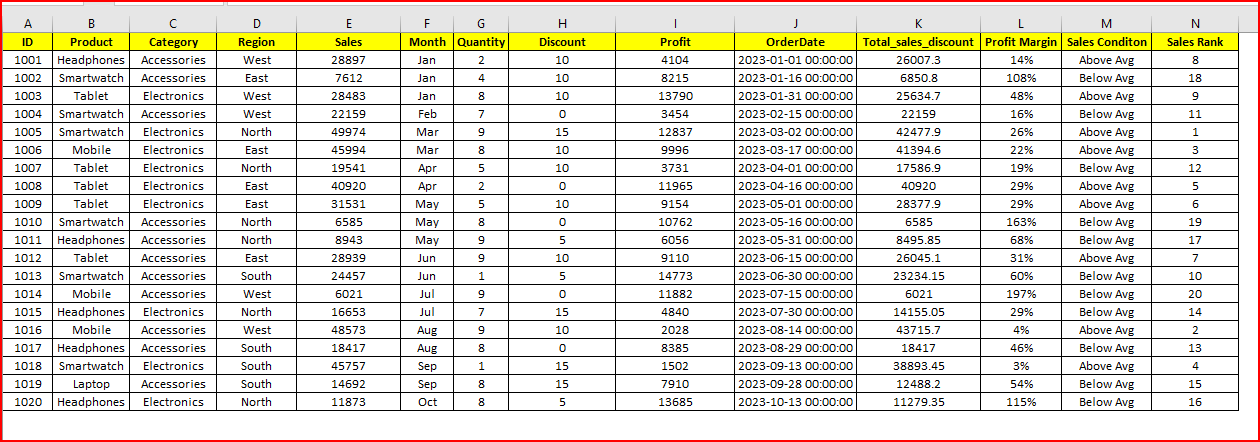 A B C D E F G H I J K L M N
ID Product Category Region Sales Month Quantity Discount Profit OrderDate Total_sales_discount Profit Margin Sales Conditon Sales Rank
1001 Headphones Accessories West 28897 Jan 2 10 4104 2023-01-01 00:00:00 26007.3 14% Above Avg 8
1002 Smartwatch Accessories East 7612 Jan 4 10 8215 2023-01-16 00:00:00 6850.8 108% Below Avg 18
1003 Tablet Electronics West 28483 Jan 8 10 13790 2023-01-31 00:00:00 25634.7 48% Above Avg 9
1004 Smartwatch Accessories West 22159 Feb 7 0 3454 2023-02-15 00:00:00 22159 16% Below Avg 11
1005 Smartwatch Electronics North 49974 Mar 9 15 12837 2023-03-02 00:00:00 42477.9 26% Above Avg 1
1006 Mobile Electronics East 45994 Mar 8 10 9996 2023-03-17 00:00:00 41394.6 22% Above Avg 3
1007 Tablet Electronics North 19541 Apr 5 10 3731 2023-04-01 00:00:00 17586.9 19% Below Avg 12
1008 Tablet Electronics East 40920 Apr 2 0 11965 2023-04-16 00:00:00 40920 29% Above Avg 5
1009 Tablet Electronics East 31531 May 5 10 9154 2023-05-01 00:00:00 28377.9 29% Above Avg 6
1010 Smartwatch Accessories North 6585 May 8 0 10762 2023-05-16 00:00:00 6585 163% Below Avg 19
1011 Headphones Accessories North 8943 May 9 5 6056 2023-05-31 00:00:00 8495.85 68% Below Avg 17
1012 Tablet Accessories East 28939 Jun 9 10 9110 2023-06-15 00:00:00 26045.1 31% Above Avg 7
1013 Smartwatch Accessories South 24457 Jun 1 5 14773 2023-06-30 00:00:00 23234.15 60% Below Avg 10
1014 Mobile Accessories West 6021 Jul 9 0 11882 2023-07-15 00:00:00 6021 197% Below Avg 20
1015 Headphones Electronics North 16653 Jul 7 15 4840 2023-07-30 00:00:00 14155.05 29% Below Avg 14
1016 Mobile Accessories West 48573 Aug 9 10 2028 2023-08-14 00:00:00 43715.7 4% Above Avg 2
1017 Headphones Accessories South 18417 Aug 8 0 8385 2023-08-29 00:00:00 18417 46% Below Avg 13
1018 Smartwatch Electronics South 45757 Sep 1 15 1502 2023-09-13 00:00:00 38893.45 3% Above Avg 4
1019 Laptop Accessories South 14692 Sep 8 15 7910 2023-09-28 00:00:00 12488.2 54% Below Avg 15
1020 Headphones Electronics North 11873 Oct 8 5 13685 2023-10-13 00:00:00 11279.35 115% Below Avg 16